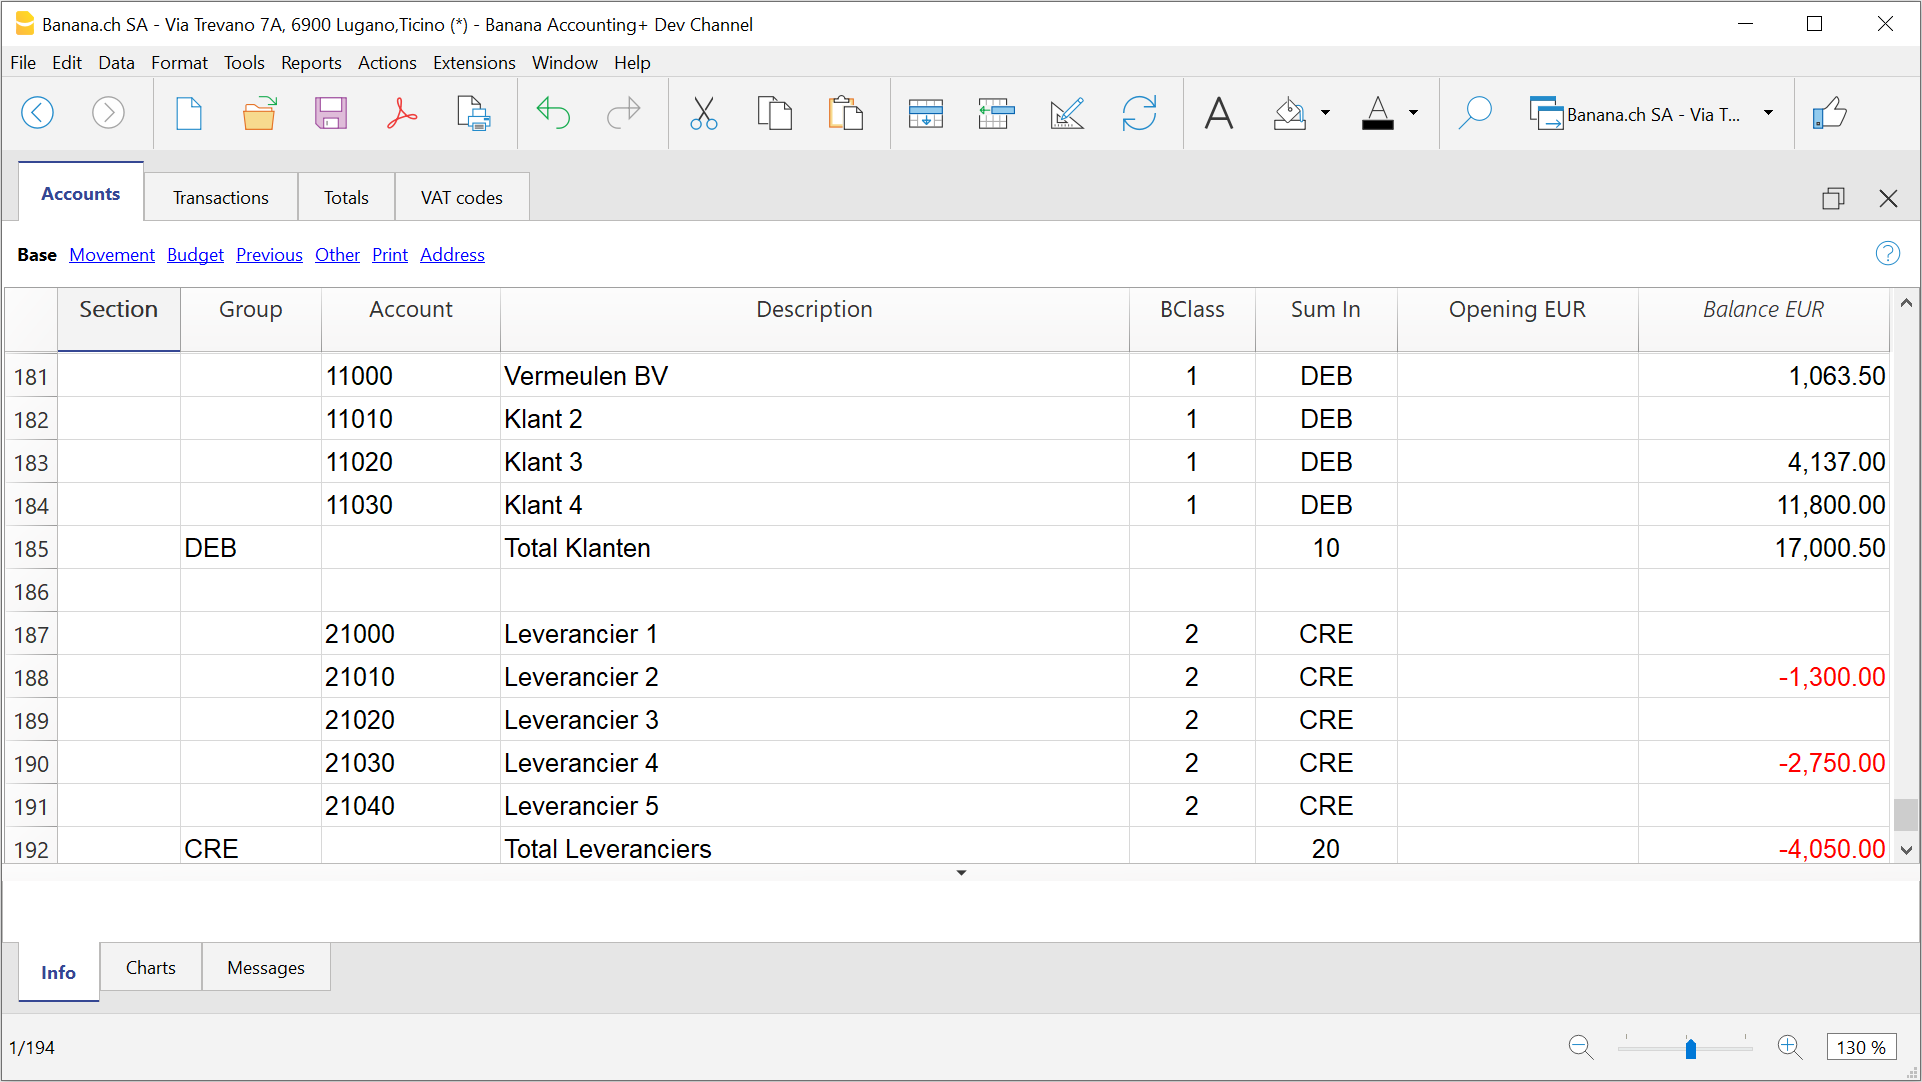 Banana.ch SA - Via Trevano 7A, 6900 Lugano,Ticino (*) - Banana Accounting+ Dev Channel
File Edit Data Format Tools Reports Actions Extensions Window Help
A A Banana.ch SA - Via T...
Accounts Transactions Totals VAT codes
Base Movement Budget Previous Other Print Address ?
Section Group Account Description BClass Sum In Opening EUR Balance EUR
181 11000 Vermeulen BV 1 DEB 1,063.50
182 11010 Klant 2 1 DEB
183 11020 Klant 3 1 DEB 4,137.00
184 11030 Klant 4 1 DEB 11,800.00
185 DEB Total Klanten 10 17,000.50
186
187 21000 Leverancier 1 2 CRE
188 21010 Leverancier 2 2 CRE -1,300.00
189 21020 Leverancier 3 2 CRE
190 21030 Leverancier 4 2 CRE -2,750.00
191 21040 Leverancier 5 2 CRE
192 CRE Total Leveranciers 20 -4,050.00
Info Charts Messages
1/194 130 %